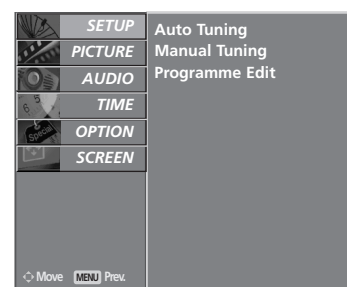 SETUP
PICTURE
AUDIO
TIME
OPTION
SCREEN
Auto Tuning
Manual Tuning
Programme Edit
Move MENU Prev.